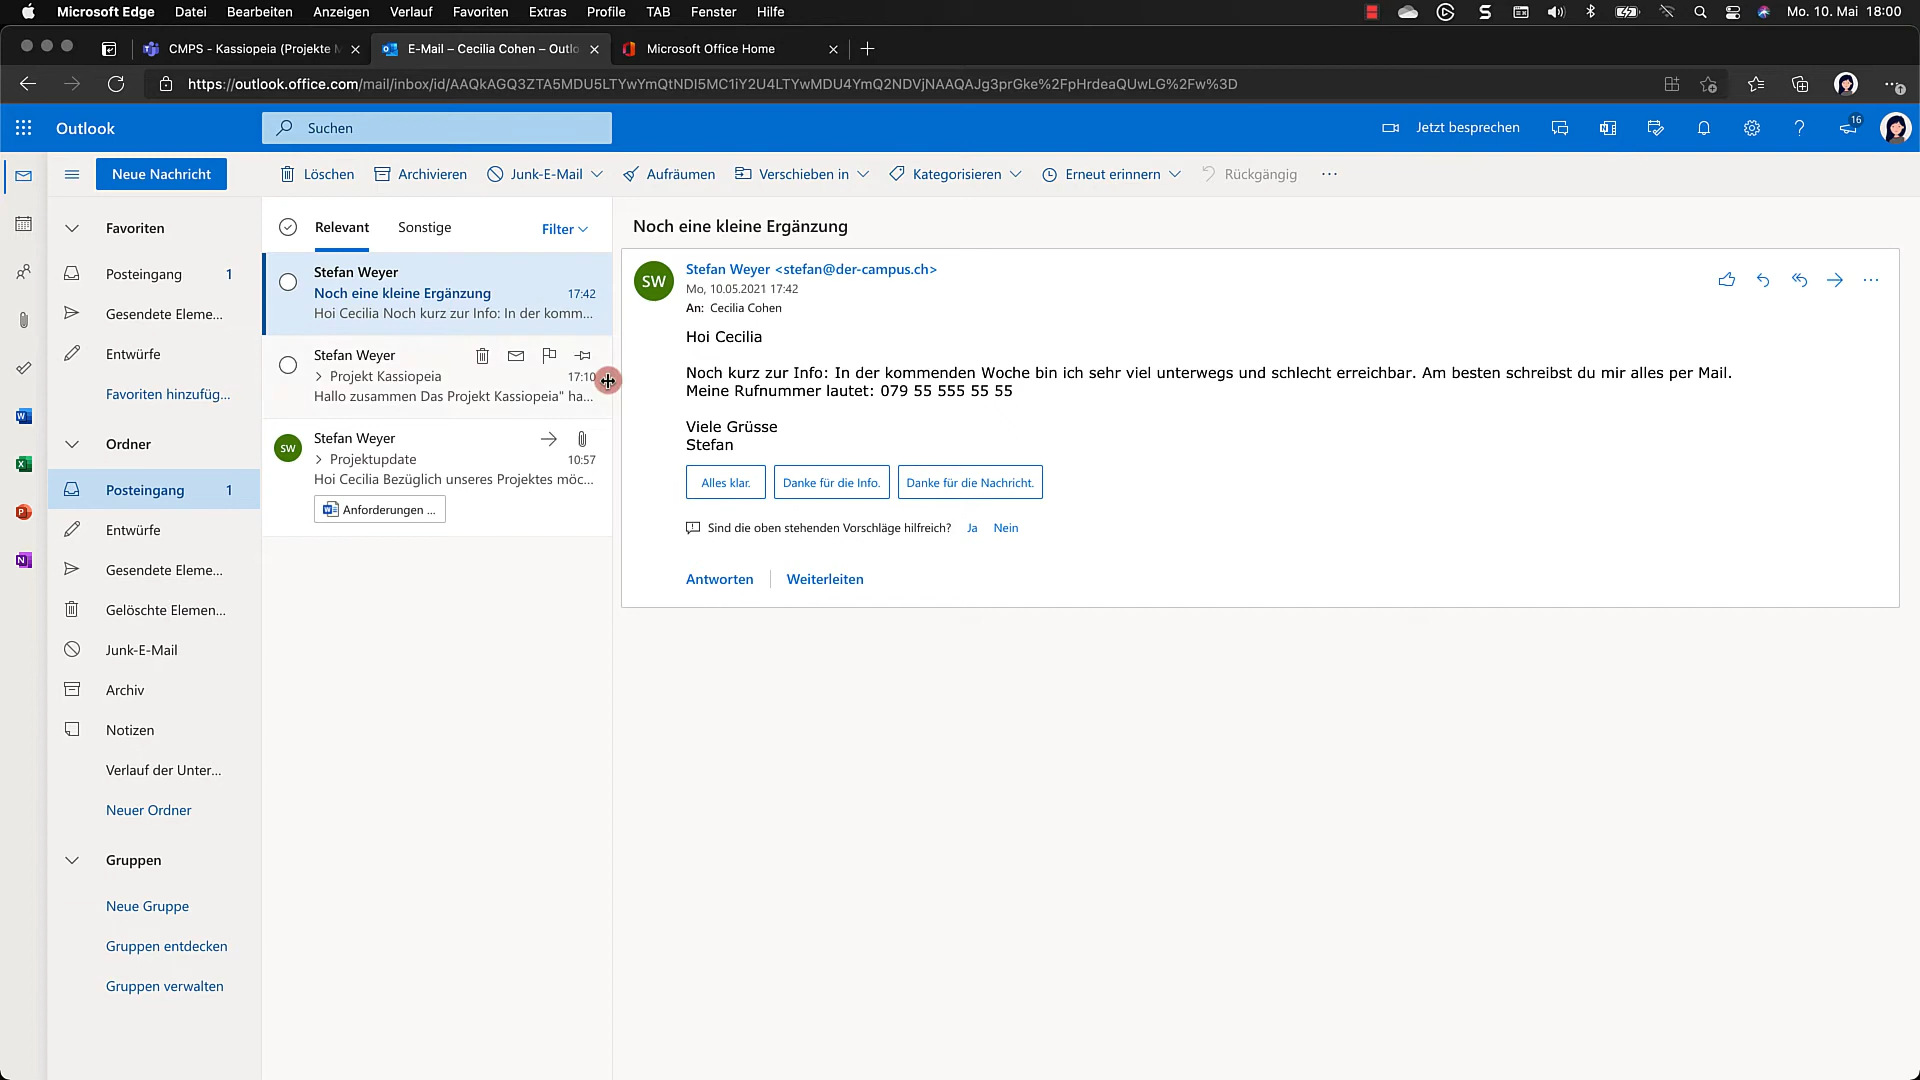 Microsoft Edge Datei Bearbeiten Anzeigen Verlauf Favoriten Extras Profile TAB Fenster Hilfe Mo. 10. Mai 18:00
CMPS - Kassiopeia (Projekte M
E-Mail – Cecilia Cohen – Outlo
Microsoft Office Home
https://outlook.office.com/mail/inbox/id/AAQkAGQ3ZTA5MDU5LTYwYmQtNDI5MC1iY2U4LTYwMDU4YmQ2NDVjNAAQAJg3prGke%2FpHrdeaQUwLG%2Fw%3D
Outlook
Suchen
Jetzt besprechen
16
Neue Nachricht
Löschen Archivieren Junk-E-Mail Aufräumen Verschieben in Kategorisieren Erneut erinnern Rückgängig
Favoriten
Posteingang 1
Gesendete Eleme...
Entwürfe
Favoriten hinzufüg...
Ordner
Posteingang 1
Entwürfe
Gesendete Eleme...
Gelöschte Elemen...
Junk-E-Mail
Archiv
Notizen
Verlauf der Unter...
Neuer Ordner
Gruppen
Neue Gruppe
Gruppen entdecken
Gruppen verwalten
Relevant Sonstige Filter
Stefan Weyer
Noch eine kleine Ergänzung 17:42
Hoi Cecilia Noch kurz zur Info: In der komm...
Stefan Weyer
Projekt Kassiopeia 17:10
Hallo zusammen Das Projekt Kassiopeia" ha...
SW
Stefan Weyer
Projektupdate 10:57
Hoi Cecilia Bezüglich unseres Projektes möc...
Anforderungen ...
Noch eine kleine Ergänzung
SW
Stefan Weyer <stefan@der-campus.ch>
Mo, 10.05.2021 17:42
An: Cecilia Cohen
Hoi Cecilia
Noch kurz zur Info: In der kommenden Woche bin ich sehr viel unterwegs und schlecht erreichbar. Am besten schreibst du mir alles per Mail.
Meine Rufnummer lautet: 079 55 555 55 55
Viele Grüsse
Stefan
Alles klar. Danke für die Info. Danke für die Nachricht.
Sind die oben stehenden Vorschläge hilfreich? Ja Nein
Antworten Weiterleiten